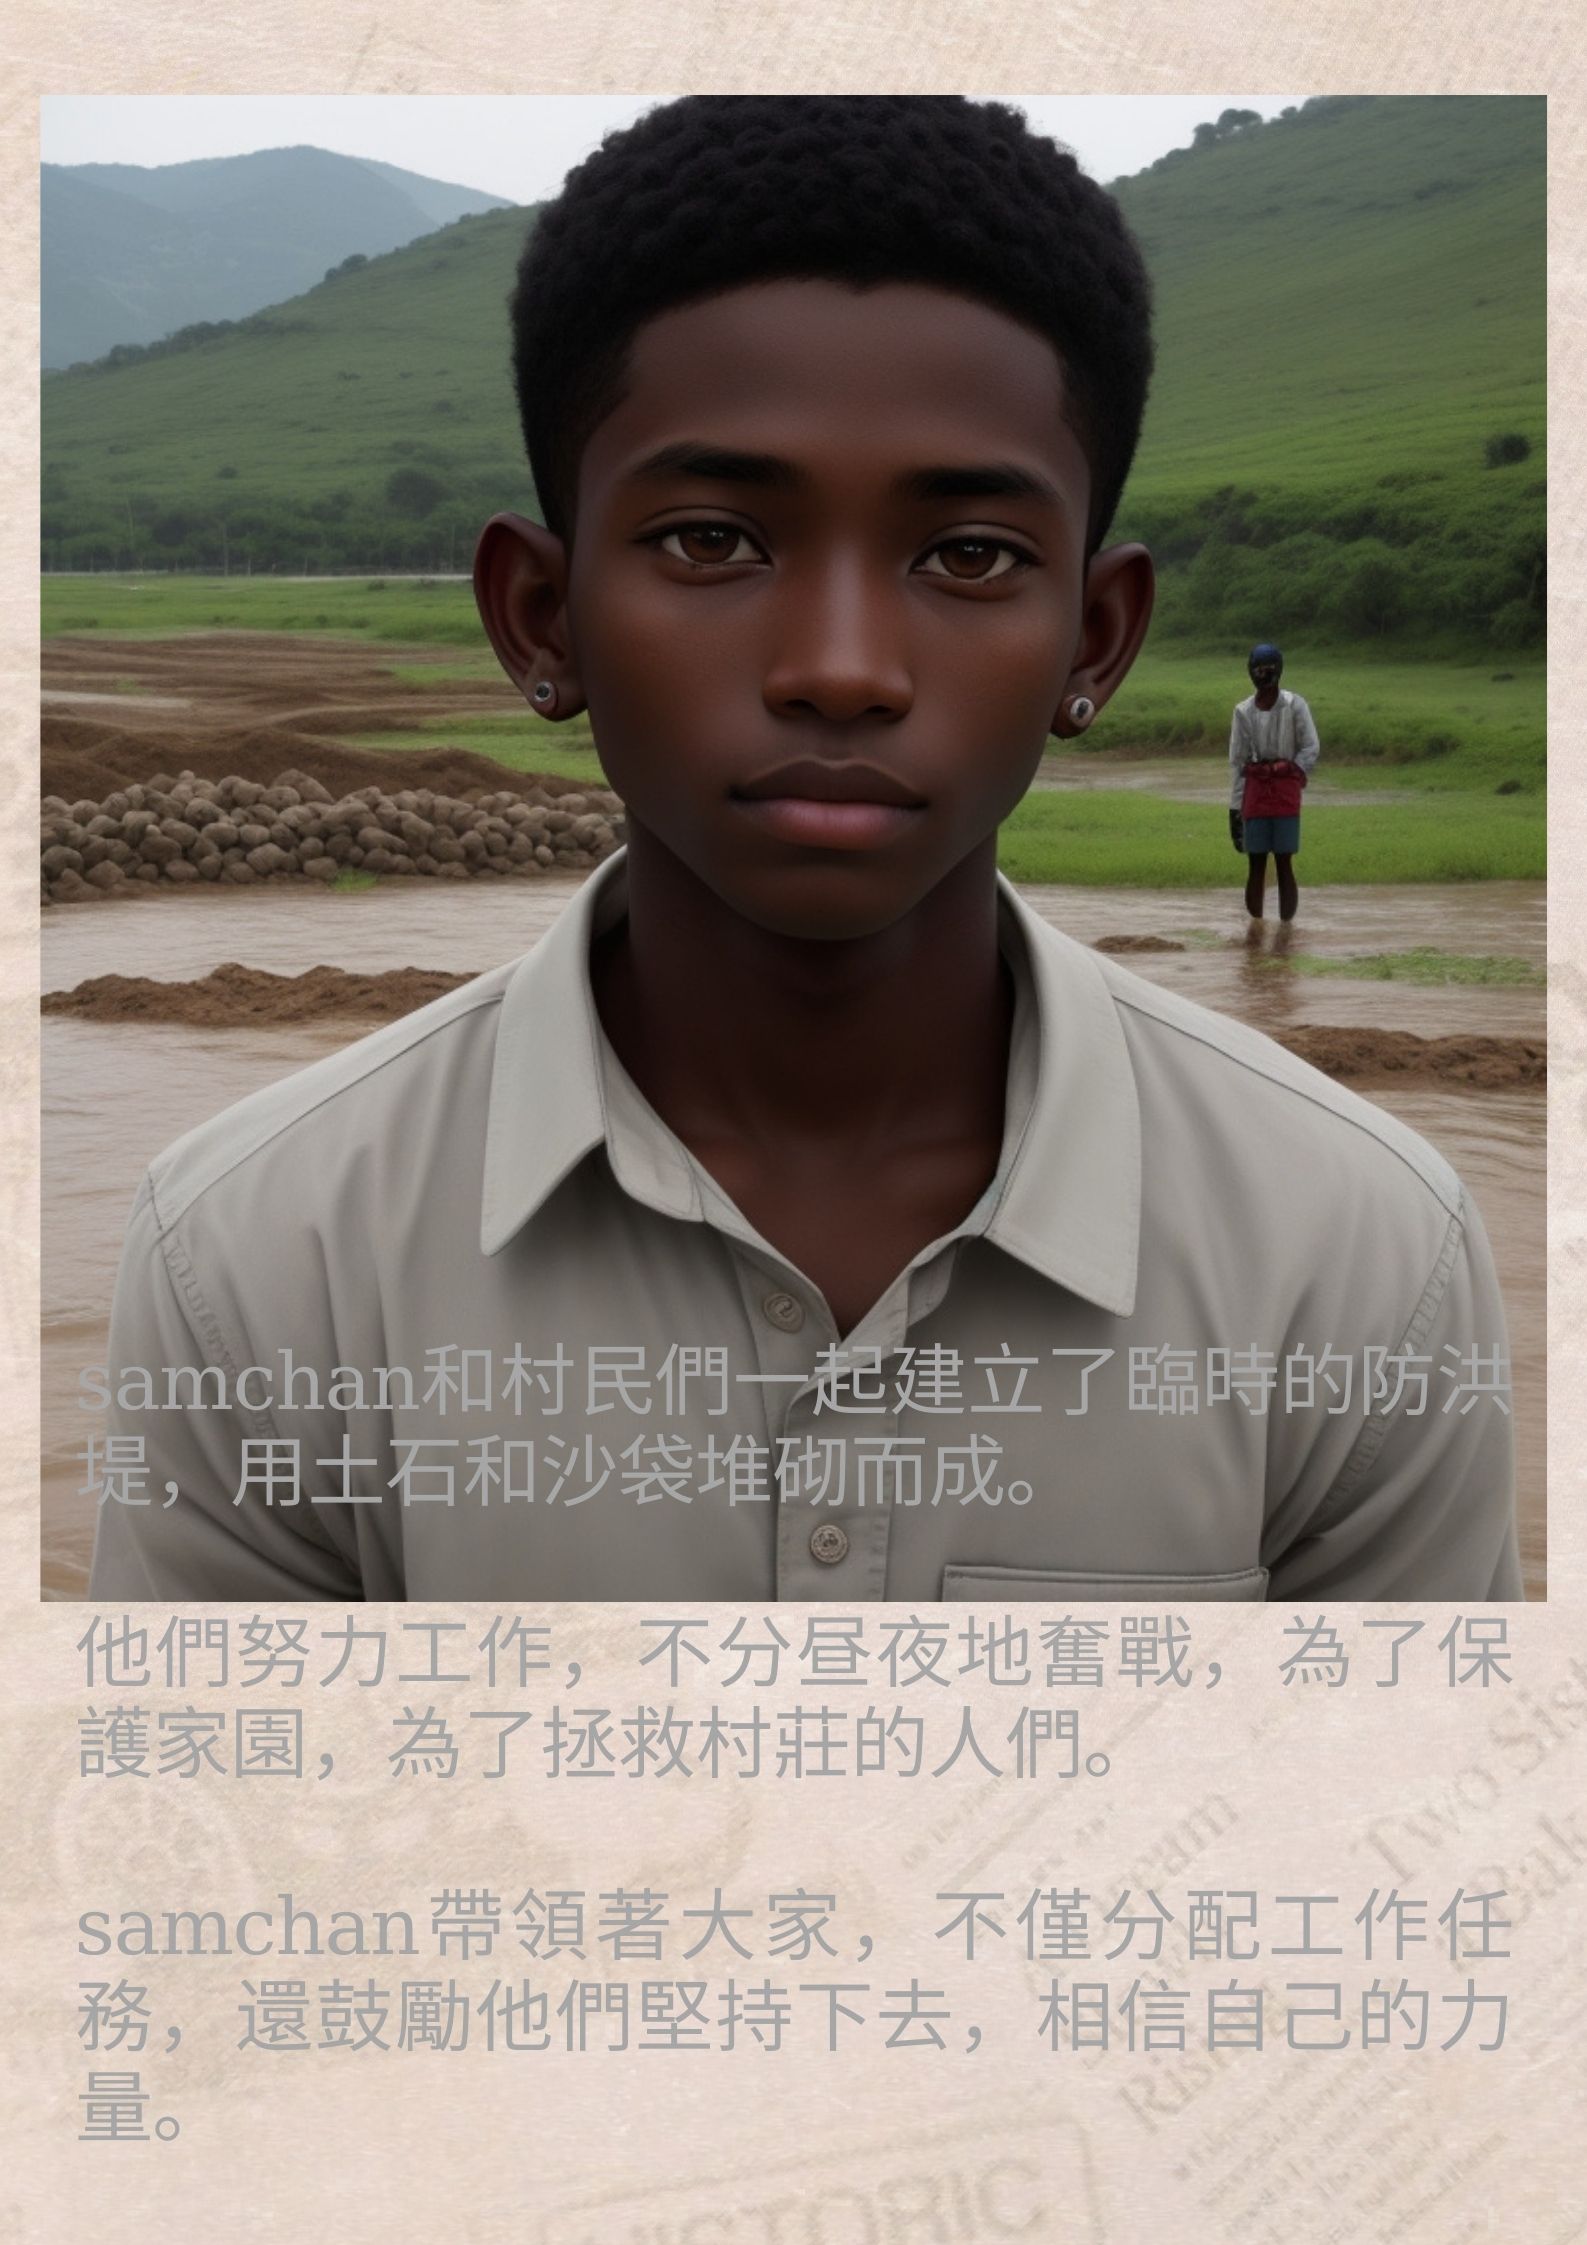 samchan和村民們一起建立了臨時的防洪
堤，用土石和沙袋堆砌而成。
他們努力工作，不分昼夜地奮戰，為了保
護家園，為了拯救村莊的人們。
samchan帶領著大家，不僅分配工作任
務，還鼓勵他們堅持下去，相信自己的力
量。
Two Sist